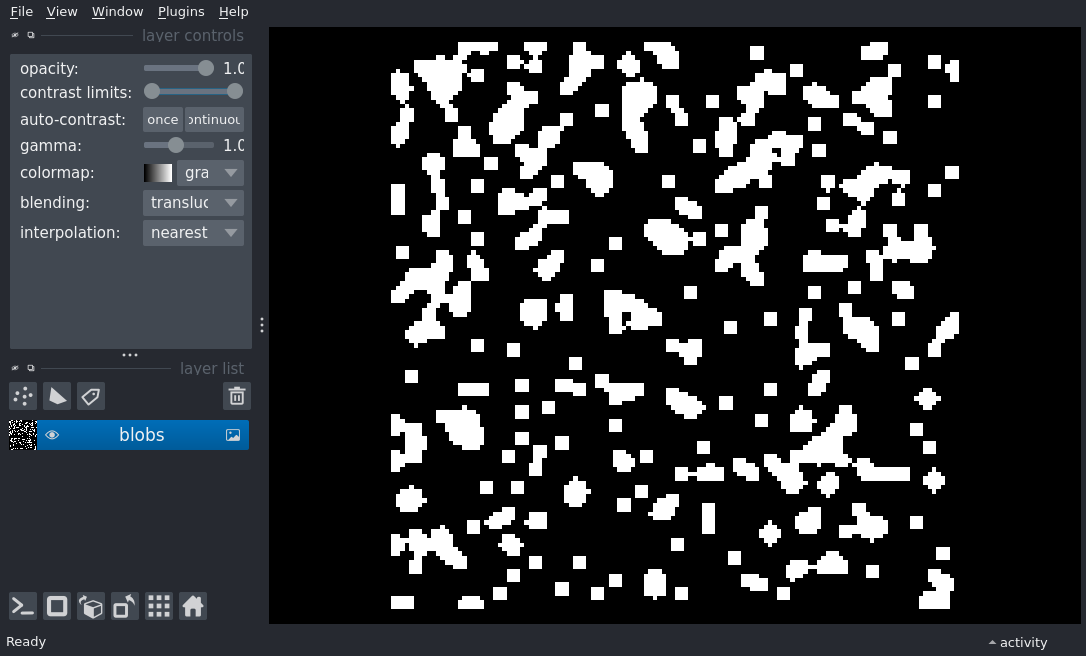 File View Window Plugins Help
layer controls
opacity: 1.0
contrast limits:
auto-contrast: once ontinuou
gamma: 1.0
colormap: gra
blending: transluc
interpolation: nearest
layer list
blobs
Ready
activity